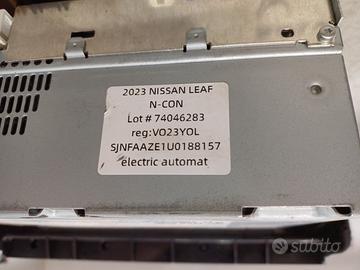 2023 NISSAN LEAF
N-CON
Lot # 74046283
reg:VO23YOL
SJNFAAZE1U0188157
electric automat
subito